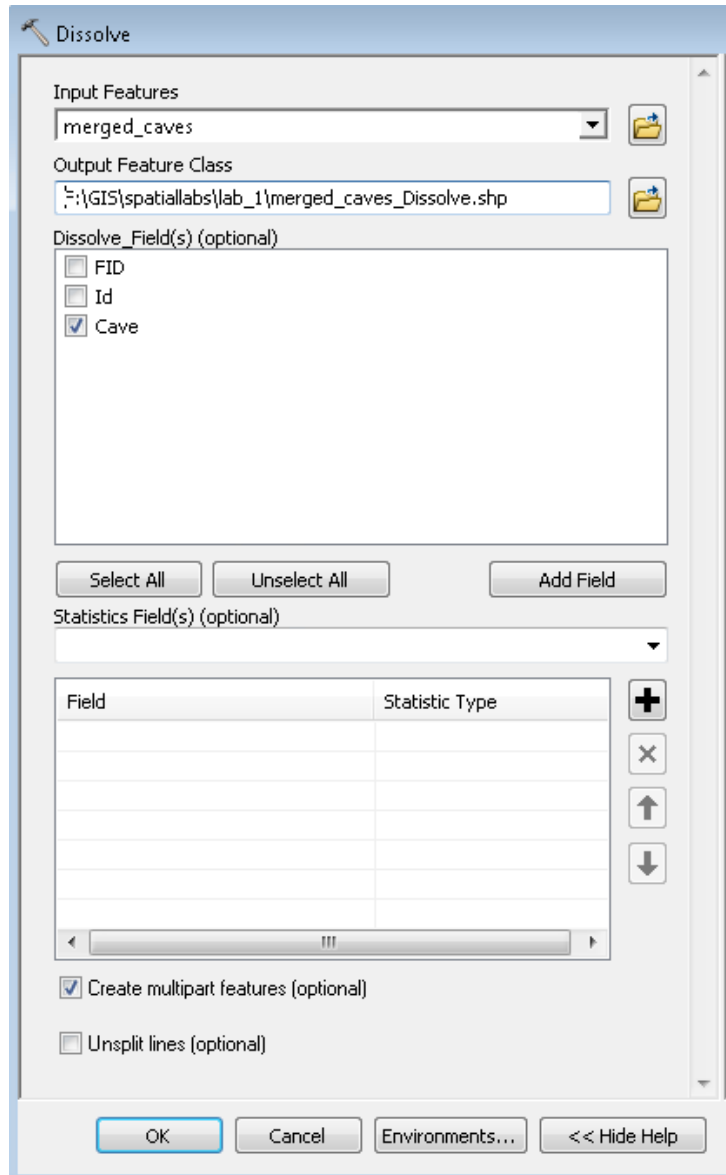 Dissolve
Input Features
merged_caves
Output Feature Class
F:\GIS\spatiallabs\lab_1\merged_caves_Dissolve.shp
Dissolve_Field(s) (optional)
FID
Id
Cave
Select All Unselect All Add Field
Statistics Field(s) (optional)
Field Statistic Type
Create multipart features (optional)
Unsplit lines (optional)
OK Cancel Environments... << Hide Help